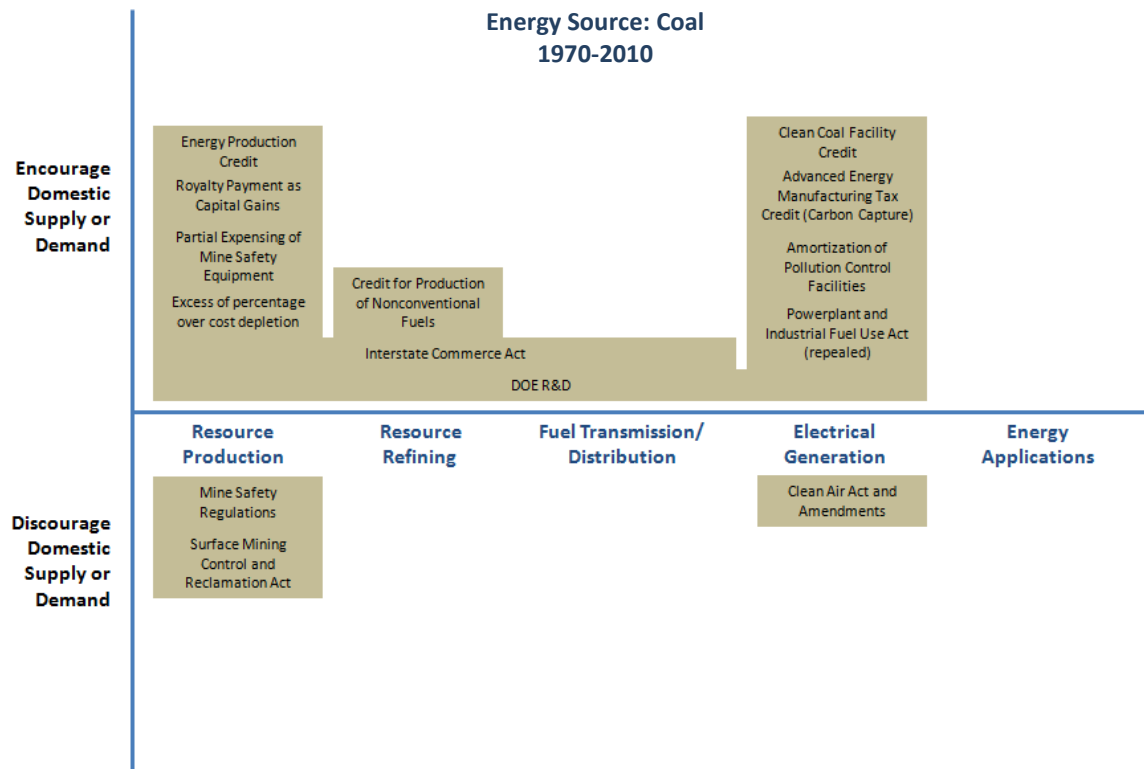 Energy Source: Coal
1970-2010
Encourage
Domestic
Supply or
Demand
Energy Production
Credit
Royalty Payment as
Capital Gains
Partial Expensing of
Mine Safety
Equipment
Excess of percentage
over cost depletion
Credit for Production
of Nonconventional
Fuels
Clean Coal Facility
Credit
Advanced Energy
Manufacturing Tax
Credit (Carbon Capture)
Amortization of
Pollution Control
Facilities
Powerplant and
Industrial Fuel Use Act
(repealed)
Interstate Commerce Act
DOE R&D
Resource
Production
Resource
Refining
Fuel Transmission/
Distribution
Electrical
Generation
Energy
Applications
Discourage
Domestic
Supply or
Demand
Mine Safety
Regulations
Surface Mining
Control and
Reclamation Act
Clean Air Act and
Amendments